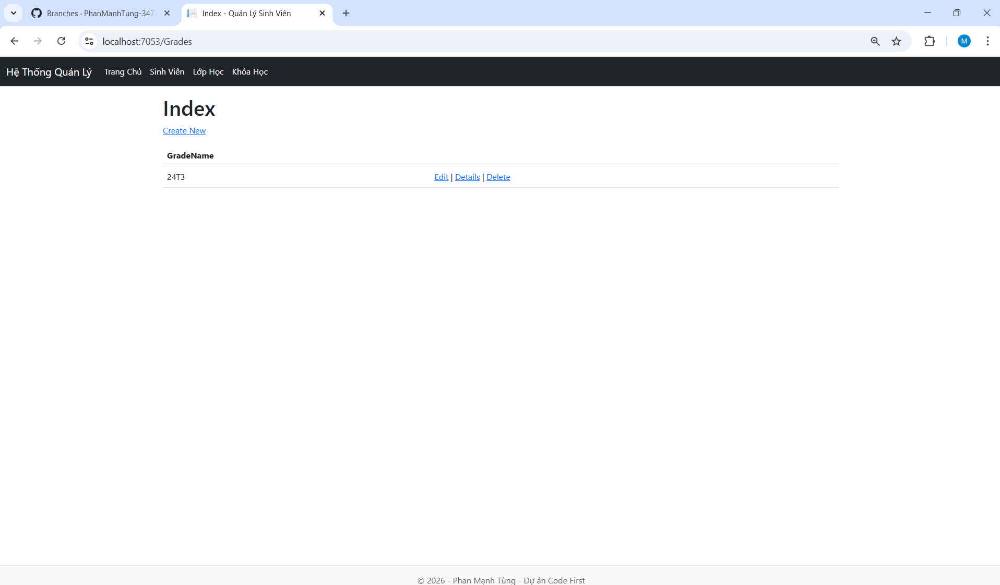 Branches · PhanManhTung-347
Index - Quản Lý Sinh Viên
localhost:7053/Grades
M
Hệ Thống Quản Lý
Trang Chủ
Sinh Viên
Lớp Học
Khóa Học
Index
Create New
GradeName
24T3
Edit | Details | Delete
© 2026 - Phan Mạnh Tùng - Dự án Code First